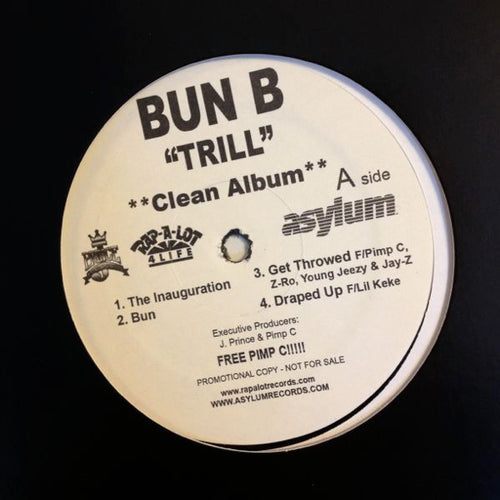 BUN B
"TRILL"
**Clean Album**
A side
RAP-A-LOT
4 LIFE
asylum
1. The Inauguration
2. Bun
3. Get Throwed F/Pimp C,
Z-Ro, Young Jeezy & Jay-Z
4. Draped Up F/Lil Keke
Executive Producers:
J. Prince & Pimp C
FREE PIMP C!!!!!
PROMOTIONAL COPY - NOT FOR SALE
www.rapalotrecords.com
WWW.ASYLUMRECORDS.COM